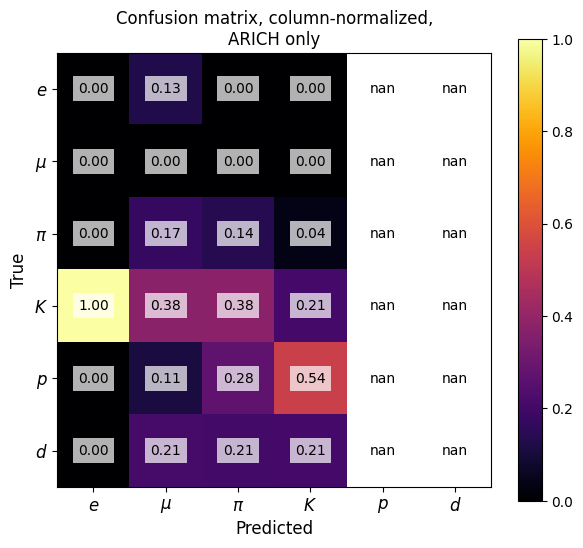 Confusion matrix, column-normalized,
ARICH only
True
e 0.00 0.13 0.00 0.00 nan nan
μ 0.00 0.00 0.00 0.00 nan nan
π 0.00 0.17 0.14 0.04 nan nan
K 1.00 0.38 0.38 0.21 nan nan
p 0.00 0.11 0.28 0.54 nan nan
d 0.00 0.21 0.21 0.21 nan nan
e μ π K p d
Predicted
1.0
0.8
0.6
0.4
0.2
0.0